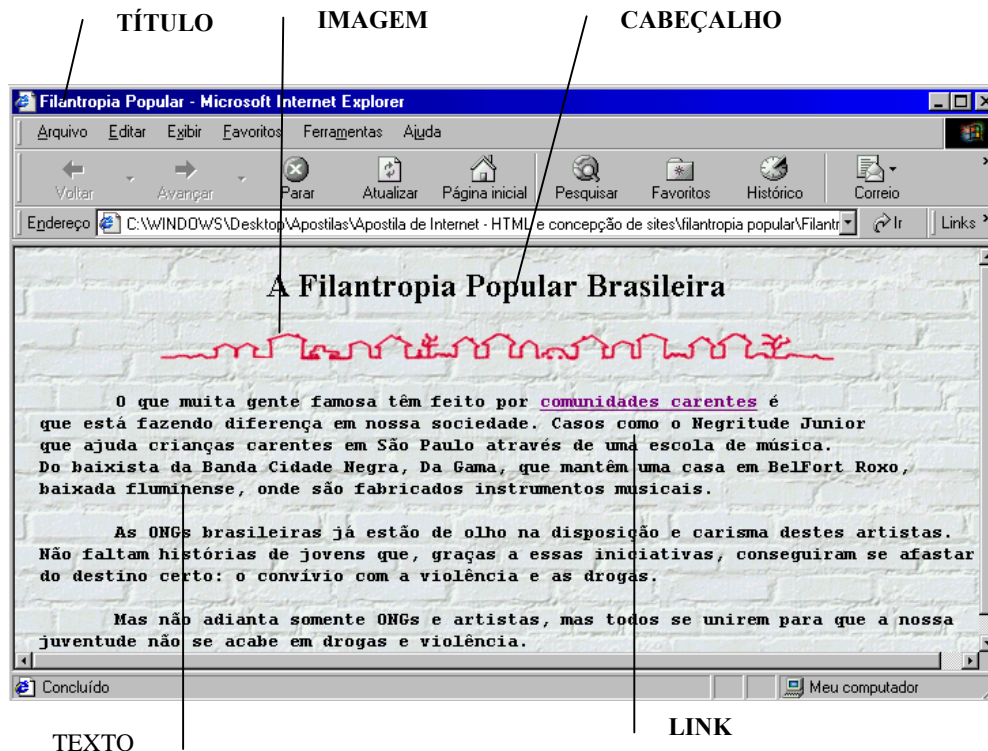 TÍTULO IMAGEM CABEÇALHO
Filantropia Popular - Microsoft Internet Explorer
Arquivo Editar Exibir Favoritos Ferramentas Ajuda
Voltar Avançar Parar Atualizar Página inicial Pesquisar Favoritos Histórico Correio
Endereço C:\WINDOWS\Desktop\Apostilas\Apostila de Internet - HTML e concepção de sites\filantropia popular\Filantr Ir Links
A Filantropia Popular Brasileira
O que muita gente famosa têm feito por comunidades carentes é
que está fazendo diferença em nossa sociedade. Casos como o Negritude Junior
que ajuda crianças carentes em São Paulo através de uma escola de música.
Do baixista da Banda Cidade Negra, Da Gama, que mantêm uma casa em BelFort Roxo,
baixada fluminense, onde são fabricados instrumentos musicais.
As ONGs brasileiras já estão de olho na disposição e carisma destes artistas.
Não faltam histórias de jovens que, graças a essas iniciativas, conseguiram se afastar
do destino certo: o convívio com a violência e as drogas.
Mas não adianta somente ONGs e artistas, mas todos se unirem para que a nossa
juventude não se acabe em drogas e violência.
Concluído Meu computador
LINK
TEXTO